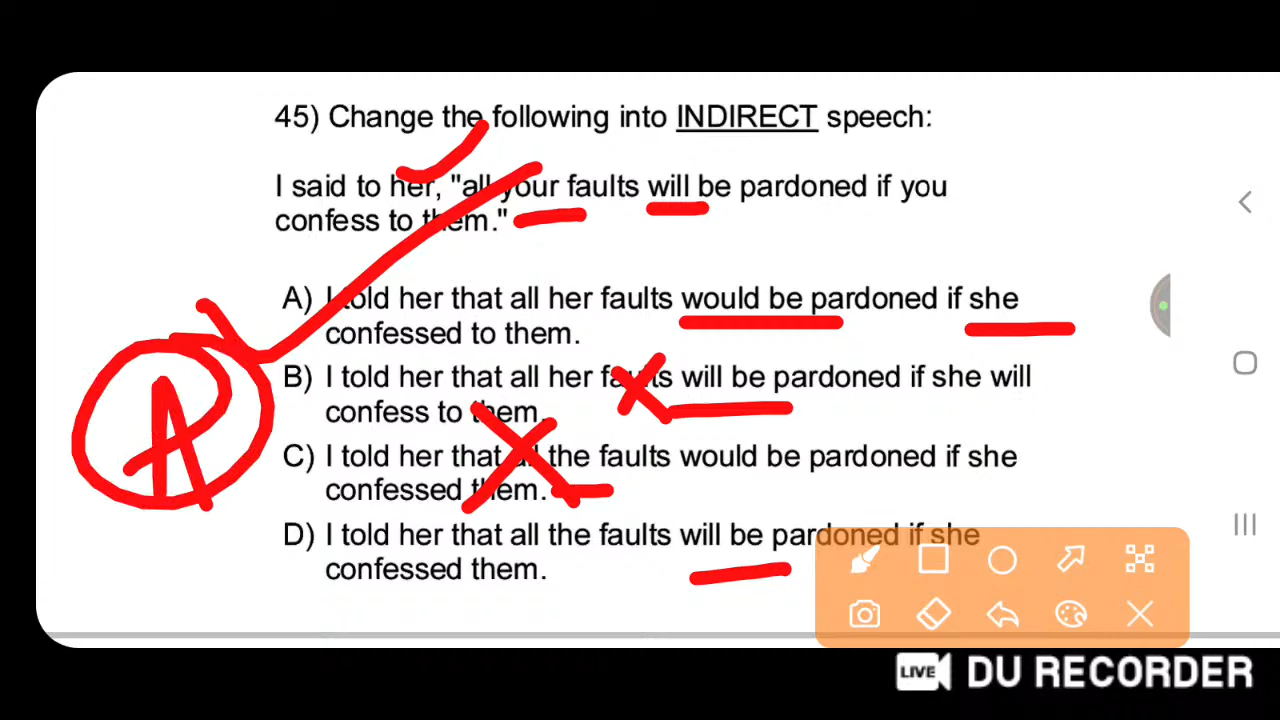 45) Change the following into INDIRECT speech:
I said to her, "all your faults will be pardoned if you
confess to them."
A) I told her that all her faults would be pardoned if she
confessed to them.
B) I told her that all her faults will be pardoned if she will
confess to them.
C) I told her that all the faults would be pardoned if she
confessed them.
D) I told her that all the faults will be pardoned if she
confessed them.
A
LIVE DU RECORDER